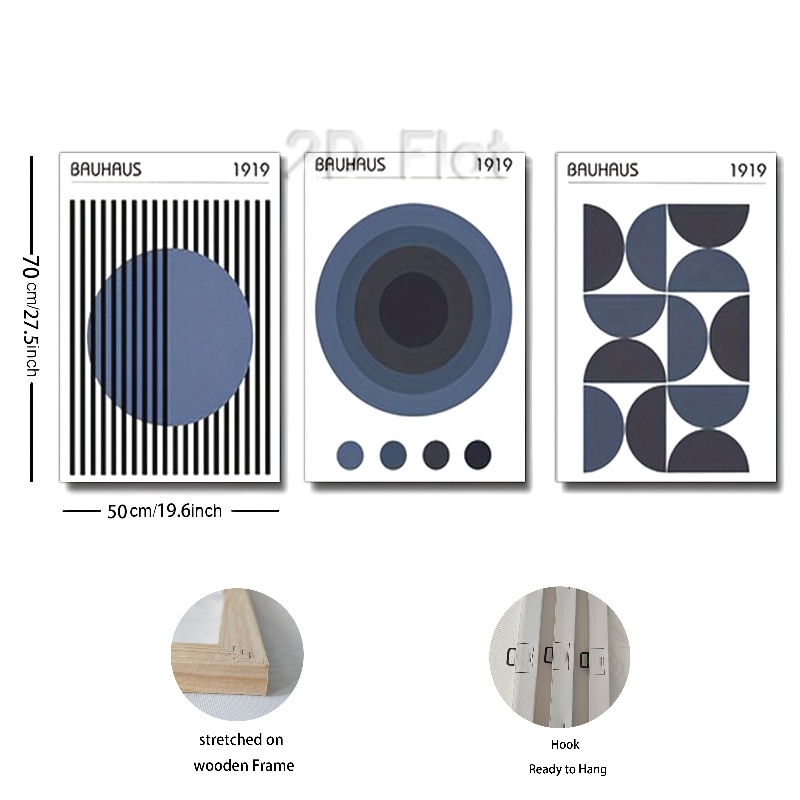 2D Flat
BAUHAUS 1919
BAUHAUS 1919
BAUHAUS 1919
70 cm/27.5inch
50 cm/19.6inch
stretched on
wooden Frame
Hook
Ready to Hang